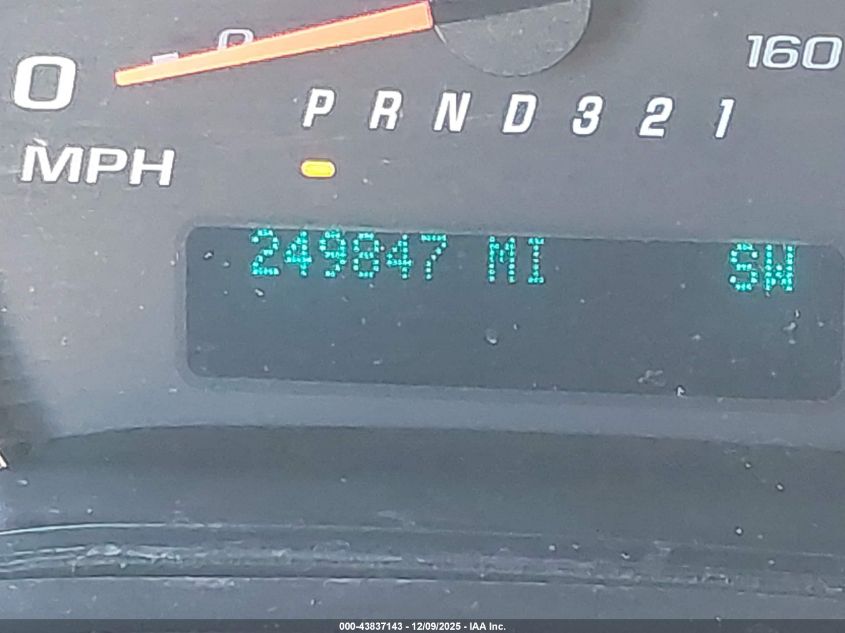 160
0
P R N D 3 2 1
MPH
249847 MI SW
000-43837143 - 12/09/2025 - IAA Inc.